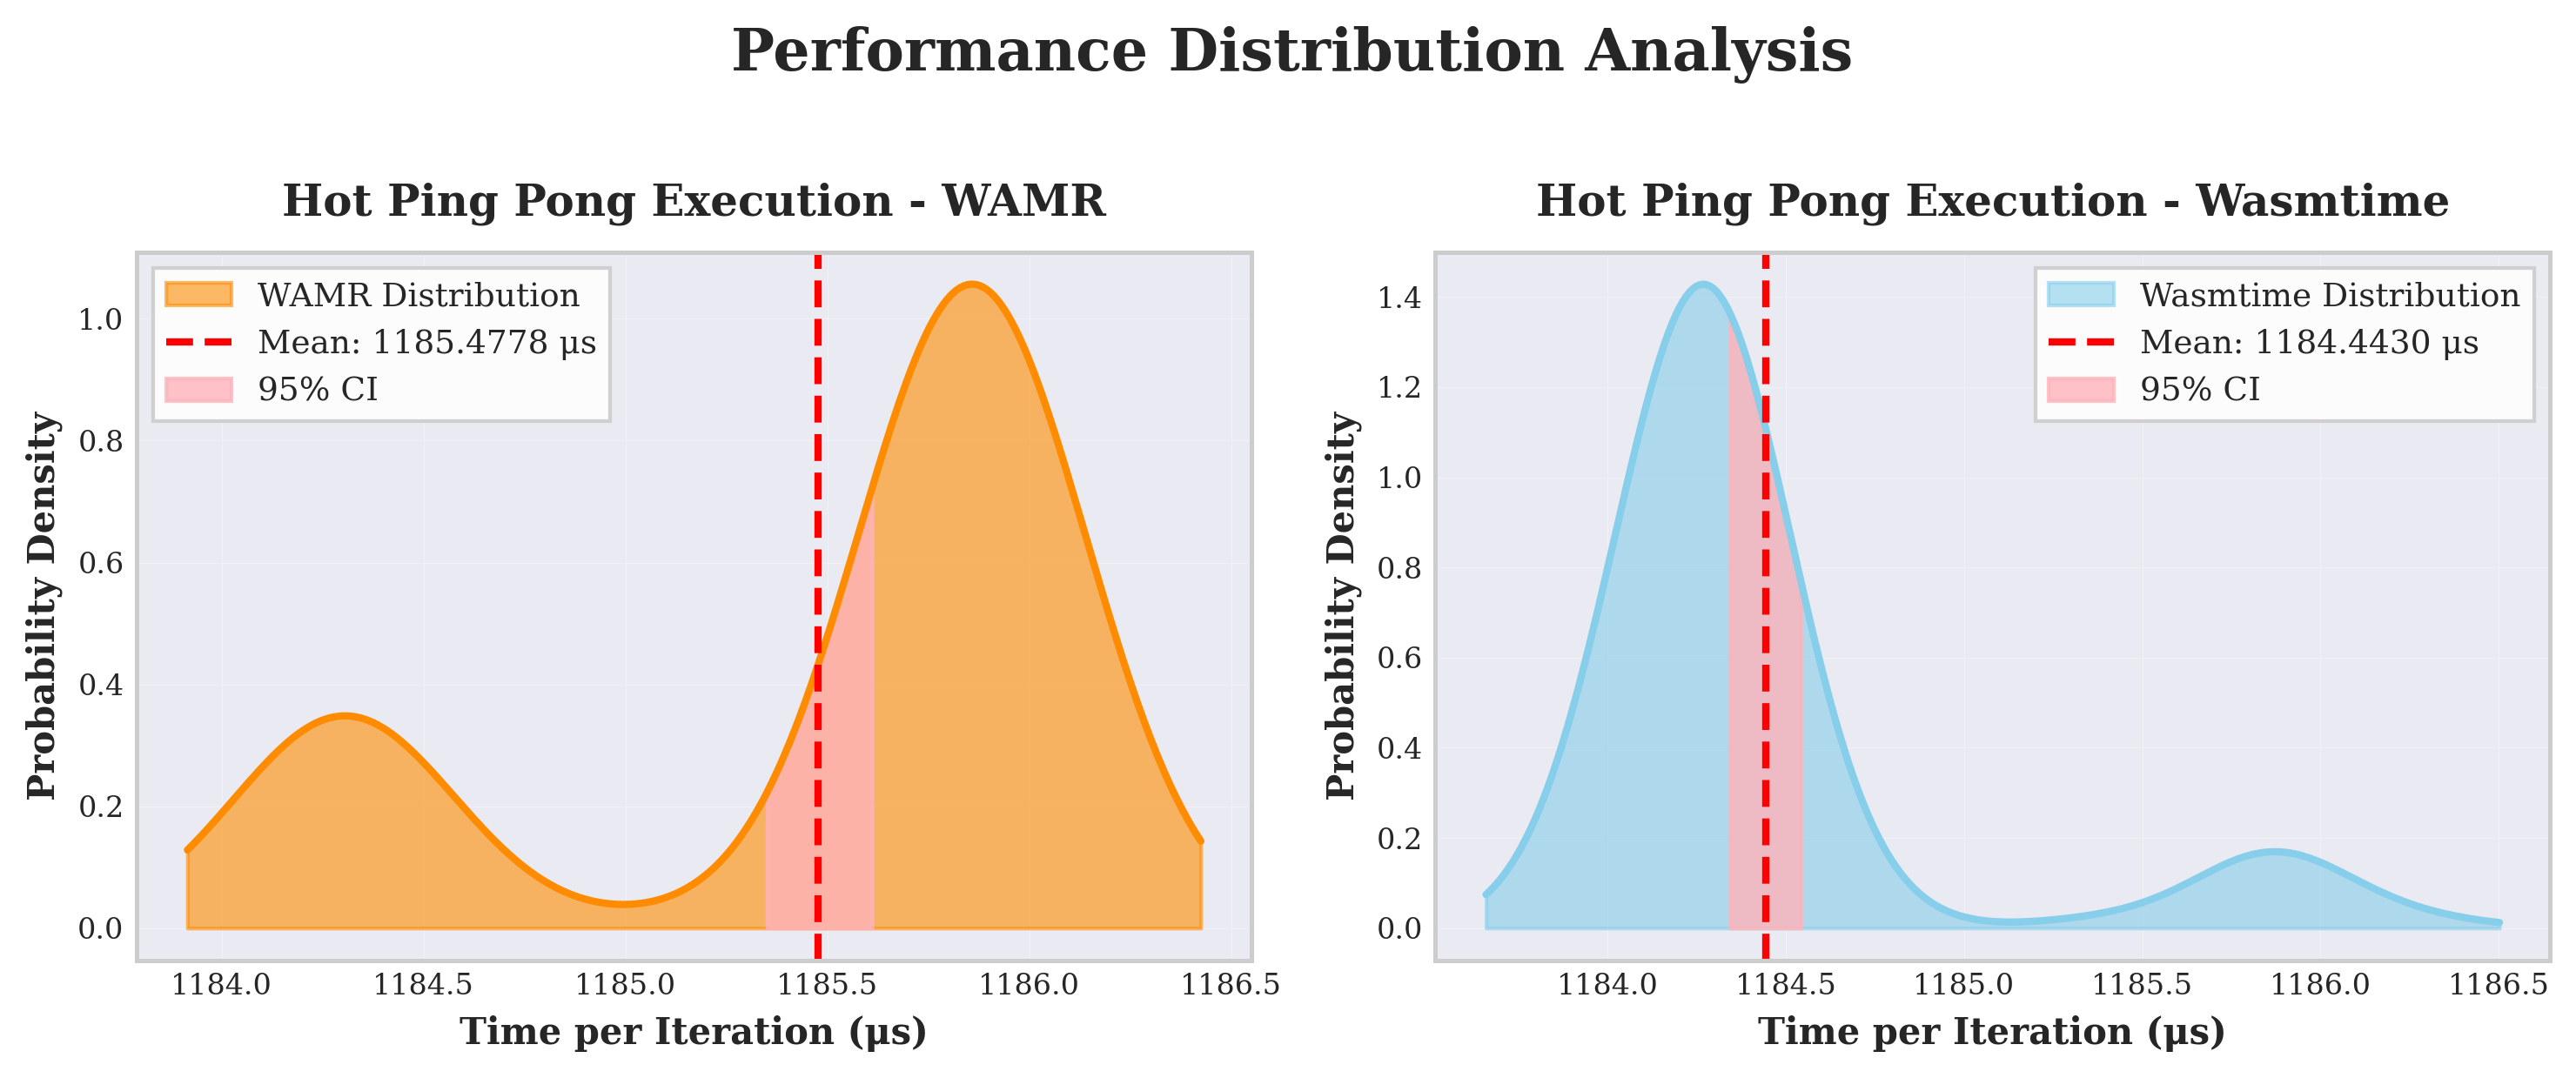 Performance Distribution Analysis
Hot Ping Pong Execution - WAMR
WAMR Distribution
Mean: 1185.4778 μs
95% CI
Probability Density
1.0
0.8
0.6
0.4
0.2
0.0
1184.0 1184.5 1185.0 1185.5 1186.0 1186.5
Time per Iteration (μs)
Hot Ping Pong Execution - Wasmtime
Wasmtime Distribution
Mean: 1184.4430 μs
95% CI
Probability Density
1.4
1.2
1.0
0.8
0.6
0.4
0.2
0.0
1184.0 1184.5 1185.0 1185.5 1186.0 1186.5
Time per Iteration (μs)